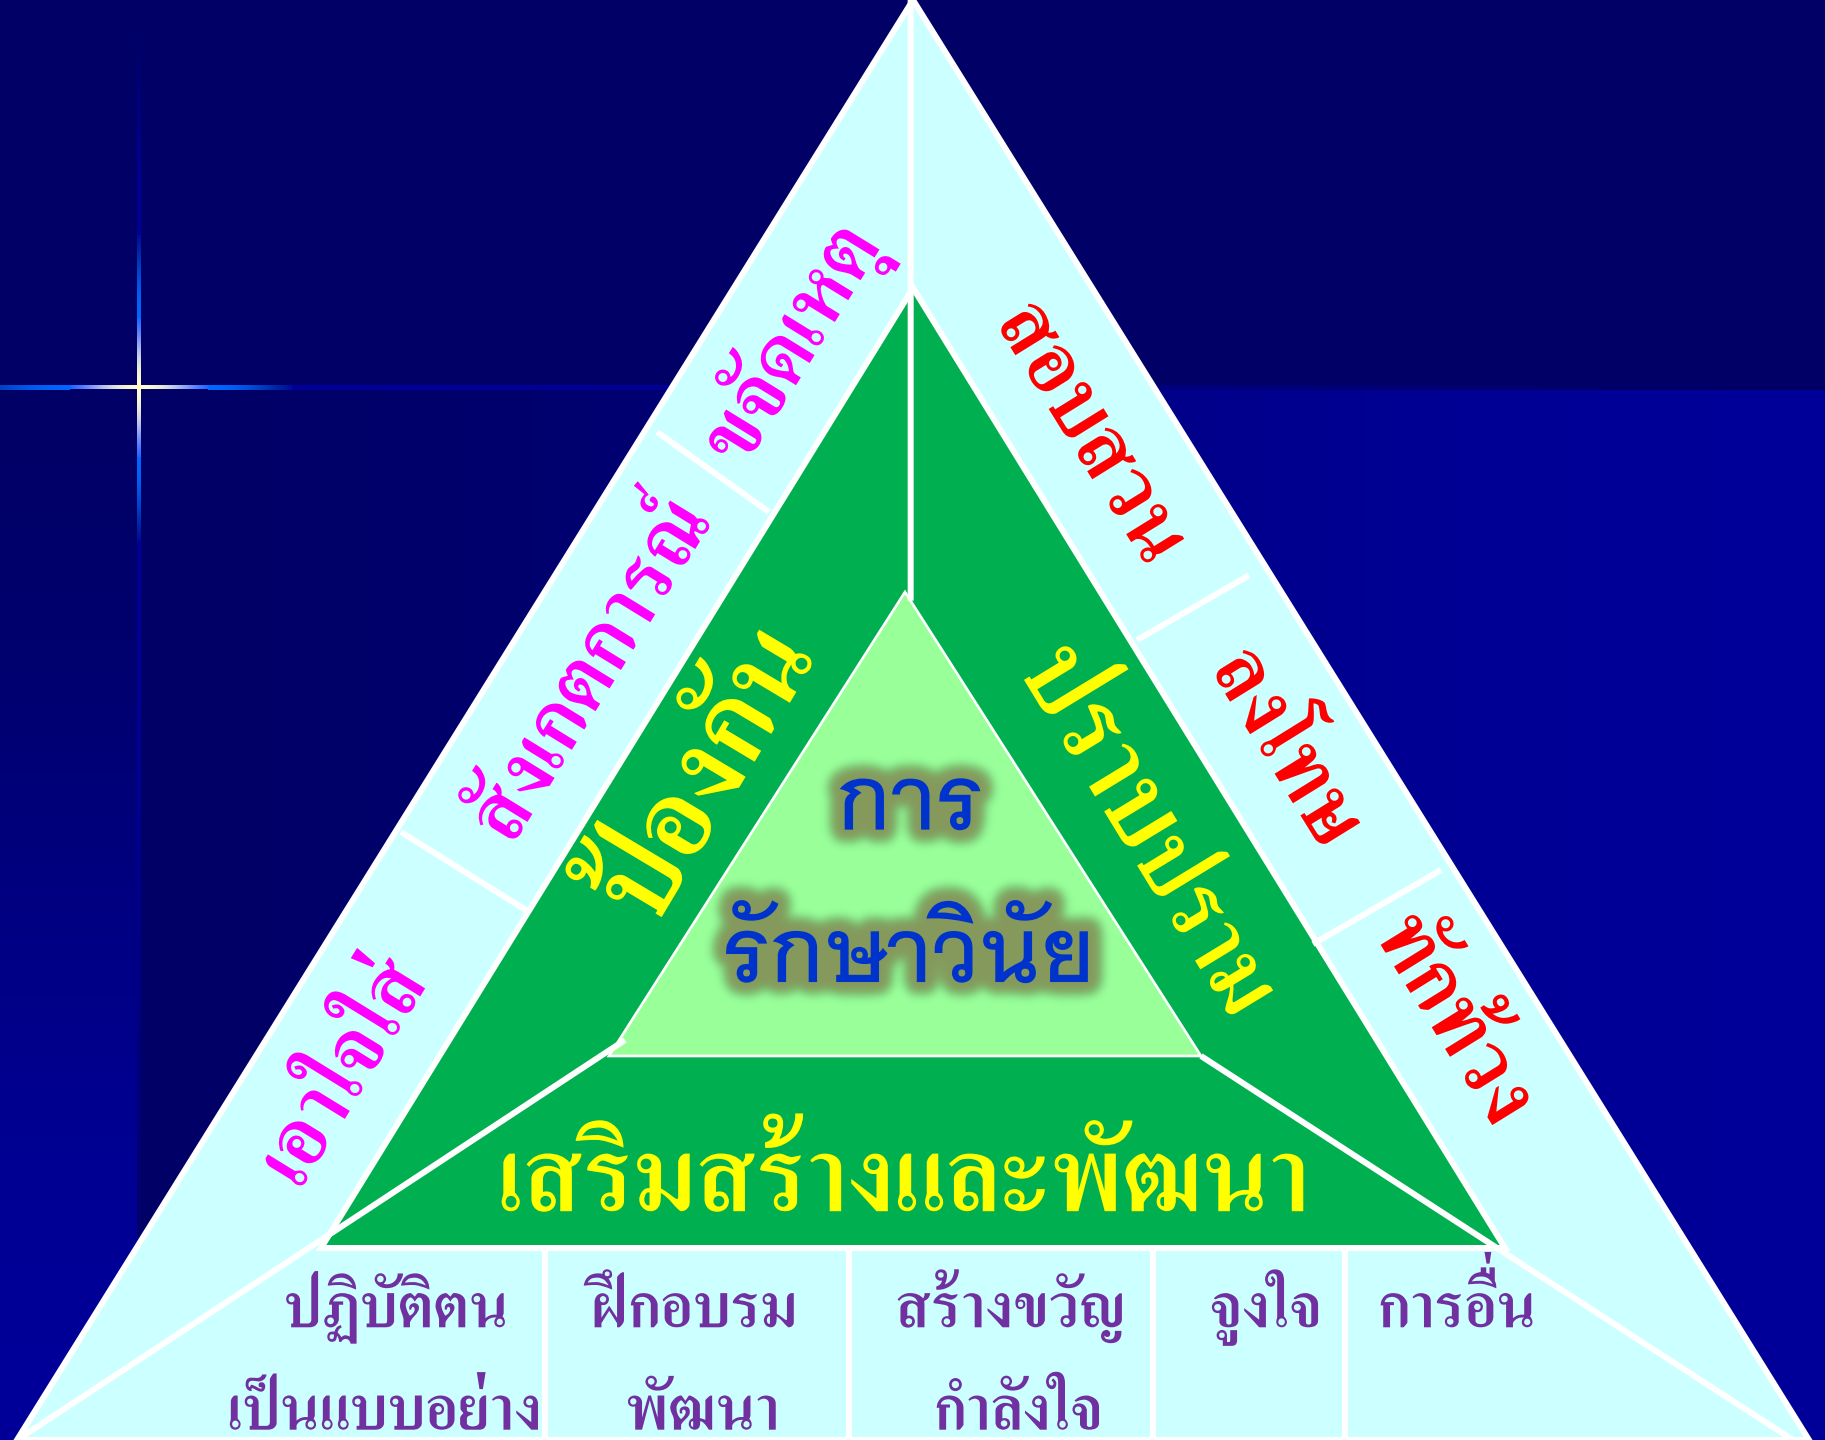 ขจัดเหตุ
สังเกตการณ์
เอาใจใส่
ป้องกัน
สอบสวน
ลงโทษ
ทักท้วง
ปราบปราม
การ
รักษาวินัย
เสริมสร้างและพัฒนา
ปฏิบัติตน
เป็นแบบอย่าง
ฝึกอบรม
พัฒนา
สร้างขวัญ
กำลังใจ
จูงใจ
การอื่น